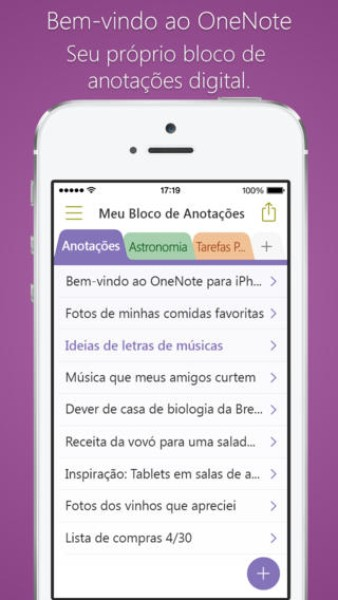 Bem-vindo ao OneNote
Seu próprio bloco de
anotações digital.
17:19
100%
Meu Bloco de Anotações
Anotações
Astronomia
Tarefas P...
+
Bem-vindo ao OneNote para iPh...
Fotos de minhas comidas favoritas
Ideias de letras de músicas
Música que meus amigos curtem
Dever de casa de biologia da Bre...
Receita da vovó para uma salad...
Inspiração: Tablets em salas de a...
Fotos dos vinhos que apreciei
Lista de compras 4/30
+